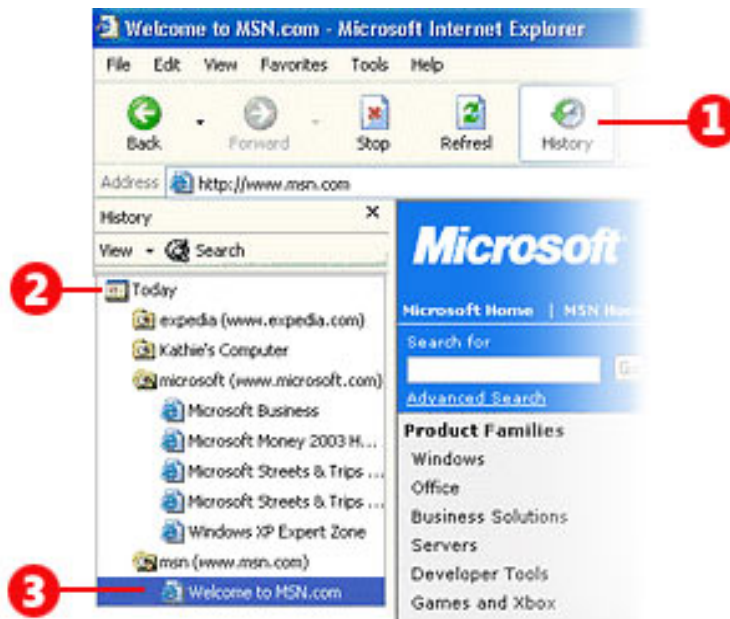 Welcome to MSN.com - Microsoft Internet Explorer
File Edit View Favorites Tools Help
Back Forward Stop Refresl History
1
Address http://www.msn.com
History
View Search
2
Today
expedia (www.expedia.com)
Kathie's Computer
microsoft (www.microsoft.com)
Microsoft Business
Microsoft Money 2003 H...
Microsoft Streets & Trips ...
Microsoft Streets & Trips ...
Windows XP Expert Zone
msn (www.msn.com)
3
Welcome to MSN.com
Microsoft
Microsoft Home | MSN
Search for
Advanced Search
Product Families
Windows
Office
Business Solutions
Servers
Developer Tools
Games and Xbox